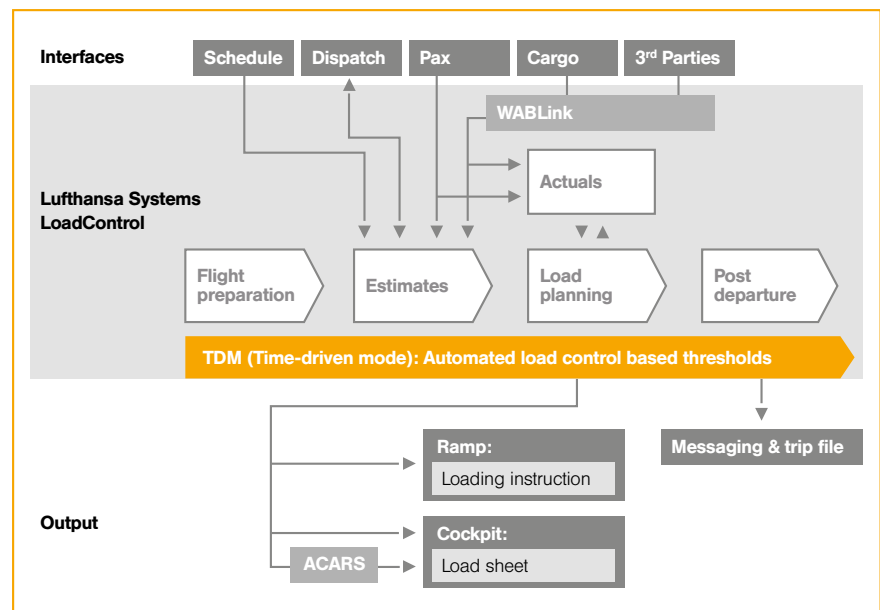 Interfaces
Schedule
Dispatch
Pax
Cargo
3rd Parties
WABLink
Actuals
Lufthansa Systems
LoadControl
Flight
preparation
Estimates
Load
planning
Post
departure
TDM (Time-driven mode): Automated load control based thresholds
Ramp:
Loading instruction
Messaging & trip file
Output
Cockpit:
Load sheet
ACARS